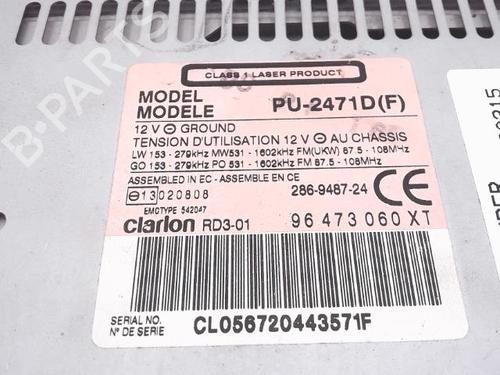 CLASS 1 LASER PRODUCT
MODEL
MODELE
PU-2471D(F)
12 V ⊖ GROUND
TENSION D'UTILISATION 12 V ⊖ AU CHASSIS
LW 153 - 279kHz MW531 - 1602kHz FM(UKW) 87.5 - 108MHz
GO 153 - 279kHz PO 531 - 1602kHz FM 87.5 - 108MHz
ASSEMBLED IN EC - ASSEMBLE EN CE
286-9487-24
CE
13 020808
EMCTYPE 542047
clarion RD3-01
96 473 060 XT
SERIAL NO.
N° DE SERIE
CL056720443571F
B-PARTS